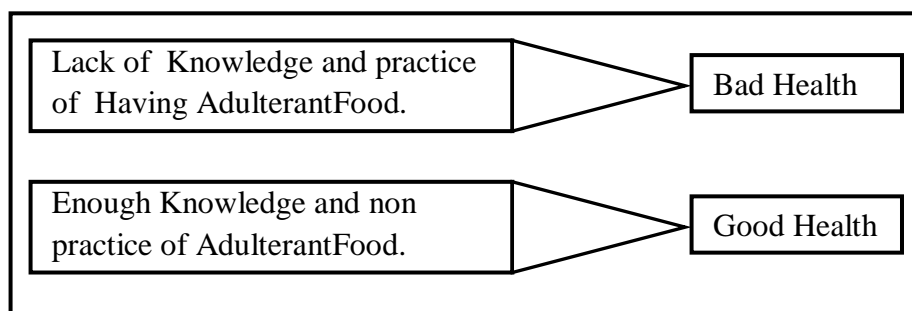 Lack of Knowledge and practice
of Having AdulterantFood.
Bad Health
Enough Knowledge and non
practice of AdulterantFood.
Good Health